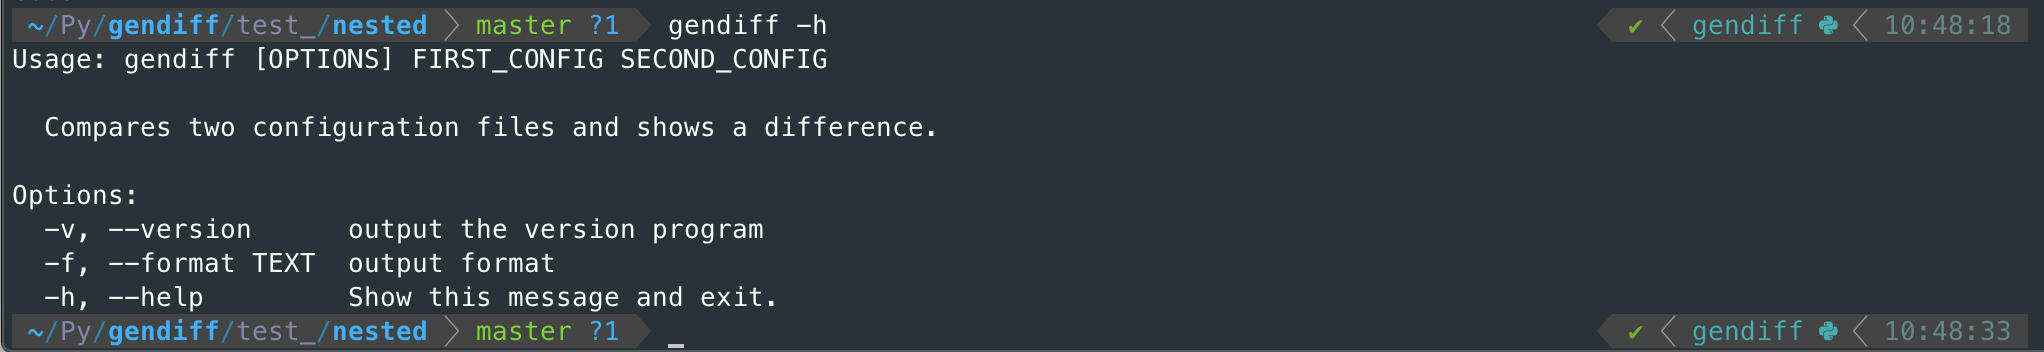 ~/Py/gendiff/test_/nested master ?1 gendiff -h ✔ gendiff 10:48:18
Usage: gendiff [OPTIONS] FIRST_CONFIG SECOND_CONFIG
Compares two configuration files and shows a difference.
Options:
-v, --version output the version program
-f, --format TEXT output format
-h, --help Show this message and exit.
~/Py/gendiff/test_/nested master ?1 _ ✔ gendiff 10:48:33